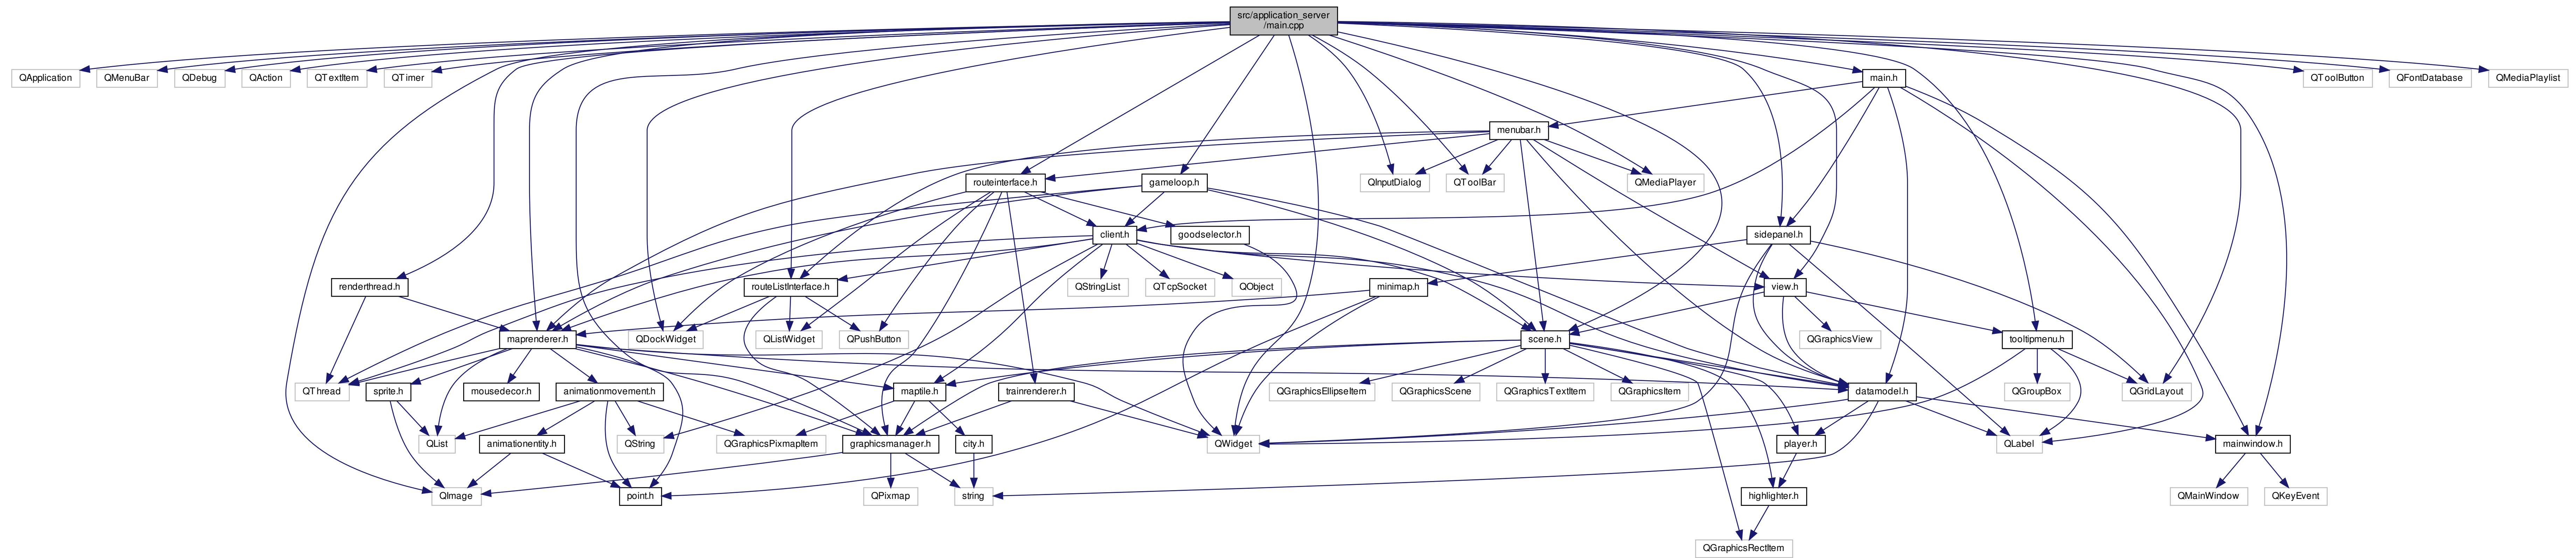 src/application_server
/main.cpp
QApplication
QMenuBar
QDebug
QAction
QTextItem
QTimer
main.h
QToolButton
QFontDatabase
QMediaPlaylist
menubar.h
routeinterface.h
gameloop.h
QInputDialog
QToolBar
QMediaPlayer
client.h
goodselector.h
sidepanel.h
renderthread.h
routeListInterface.h
QStringList
QTcpSocket
QObject
minimap.h
view.h
maprenderer.h
QDockWidget
QListWidget
QPushButton
scene.h
QGraphicsView
tooltipmenu.h
QThread
sprite.h
mousedecor.h
animationmovement.h
maptile.h
trainrenderer.h
QGraphicsEllipseItem
QGraphicsScene
QGraphicsTextItem
QGraphicsItem
datamodel.h
QGroupBox
QGridLayout
QList
animationentity.h
QString
QGraphicsPixmapItem
graphicsmanager.h
city.h
QWidget
player.h
QLabel
mainwindow.h
QImage
point.h
QPixmap
string
highlighter.h
QMainWindow
QKeyEvent
QGraphicsRectItem